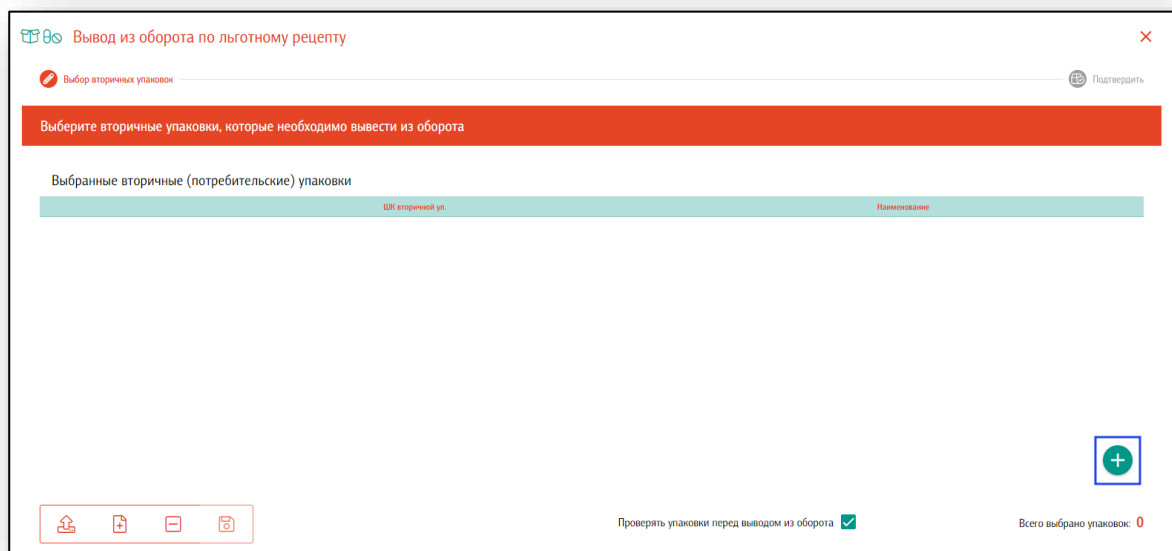 Вывод из оборота по льготному рецепту
Выбор вторичных упаковок
Подтвердить
Выберите вторичные упаковки, которые необходимо вывести из оборота
Выбранные вторичные (потребительские) упаковки
ШК вторичной уп. Наименование
Проверять упаковки перед выводом из оборота
Всего выбрано упаковок: 0